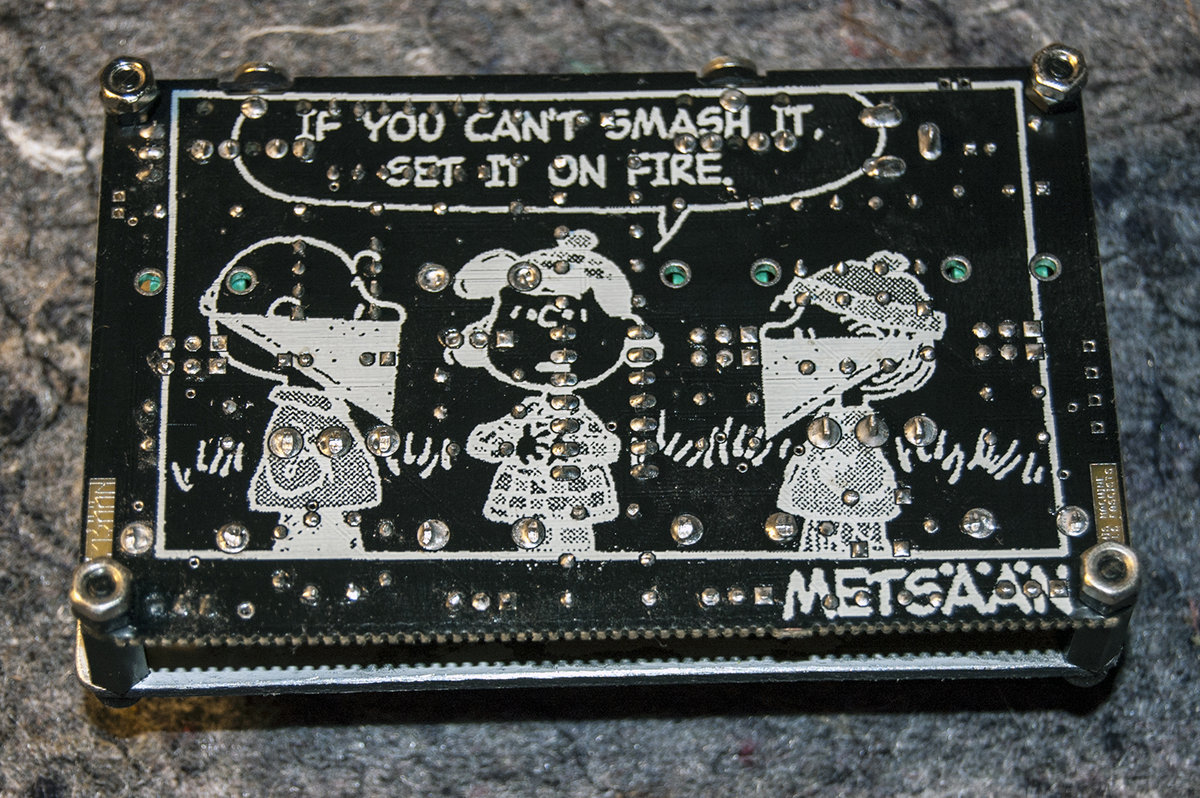 IF YOU CAN'T SMASH IT,
SET IT ON FIRE.
METSÄÄN